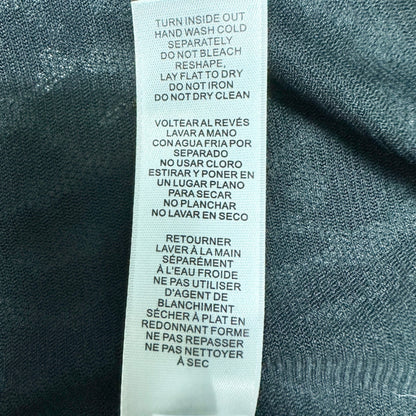 TURN INSIDE OUT
HAND WASH COLD
SEPARATELY
DO NOT BLEACH
RESHAPE,
LAY FLAT TO DRY
DO NOT IRON
DO NOT DRY CLEAN
VOLTEAR AL REVÉS
LAVAR A MANO
CON AGUA FRIA POR
SEPARADO
NO USAR CLORO
ESTIRAR Y PONER EN
UN LUGAR PLANO
PARA SECAR
NO PLANCHAR
NO LAVAR EN SECO
RETOURNER
LAVER À LA MAIN
SÉPARÉMENT
À L'EAU FROIDE
NE PAS UTILISER
D'AGENT DE
BLANCHIMENT
SÉCHER À PLAT EN
REDONNANT FORME
NE PAS REPASSER
NE PAS NETTOYER
À SEC